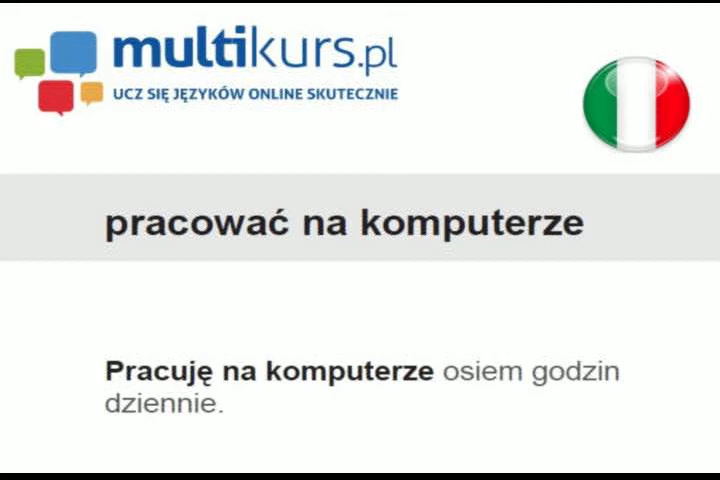 multikurs.pl
UCZ SIĘ JĘZYKÓW ONLINE SKUTECZNIE
pracować na komputerze
Pracuję na komputerze osiem godzin
dziennie.